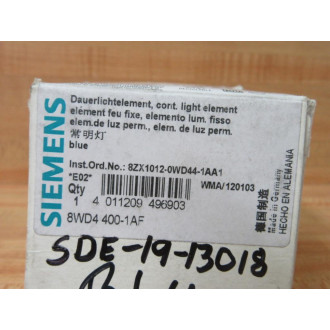 SIEMENS
Dauerlichtelement, cont. light element
elément feu fixe, elemento lum. fisso
elem.de luz perm., elem. de luz perm.
常明灯
blue
Inst.Ord.No.: 8ZX1012-0WD44-1AA1
"E02" WMA/120103
Qty
1 4 011209 496903
8WD4 400-1AF
德国制造
Made in Germany
HECHO EN ALEMANIA
SDE-19-13018